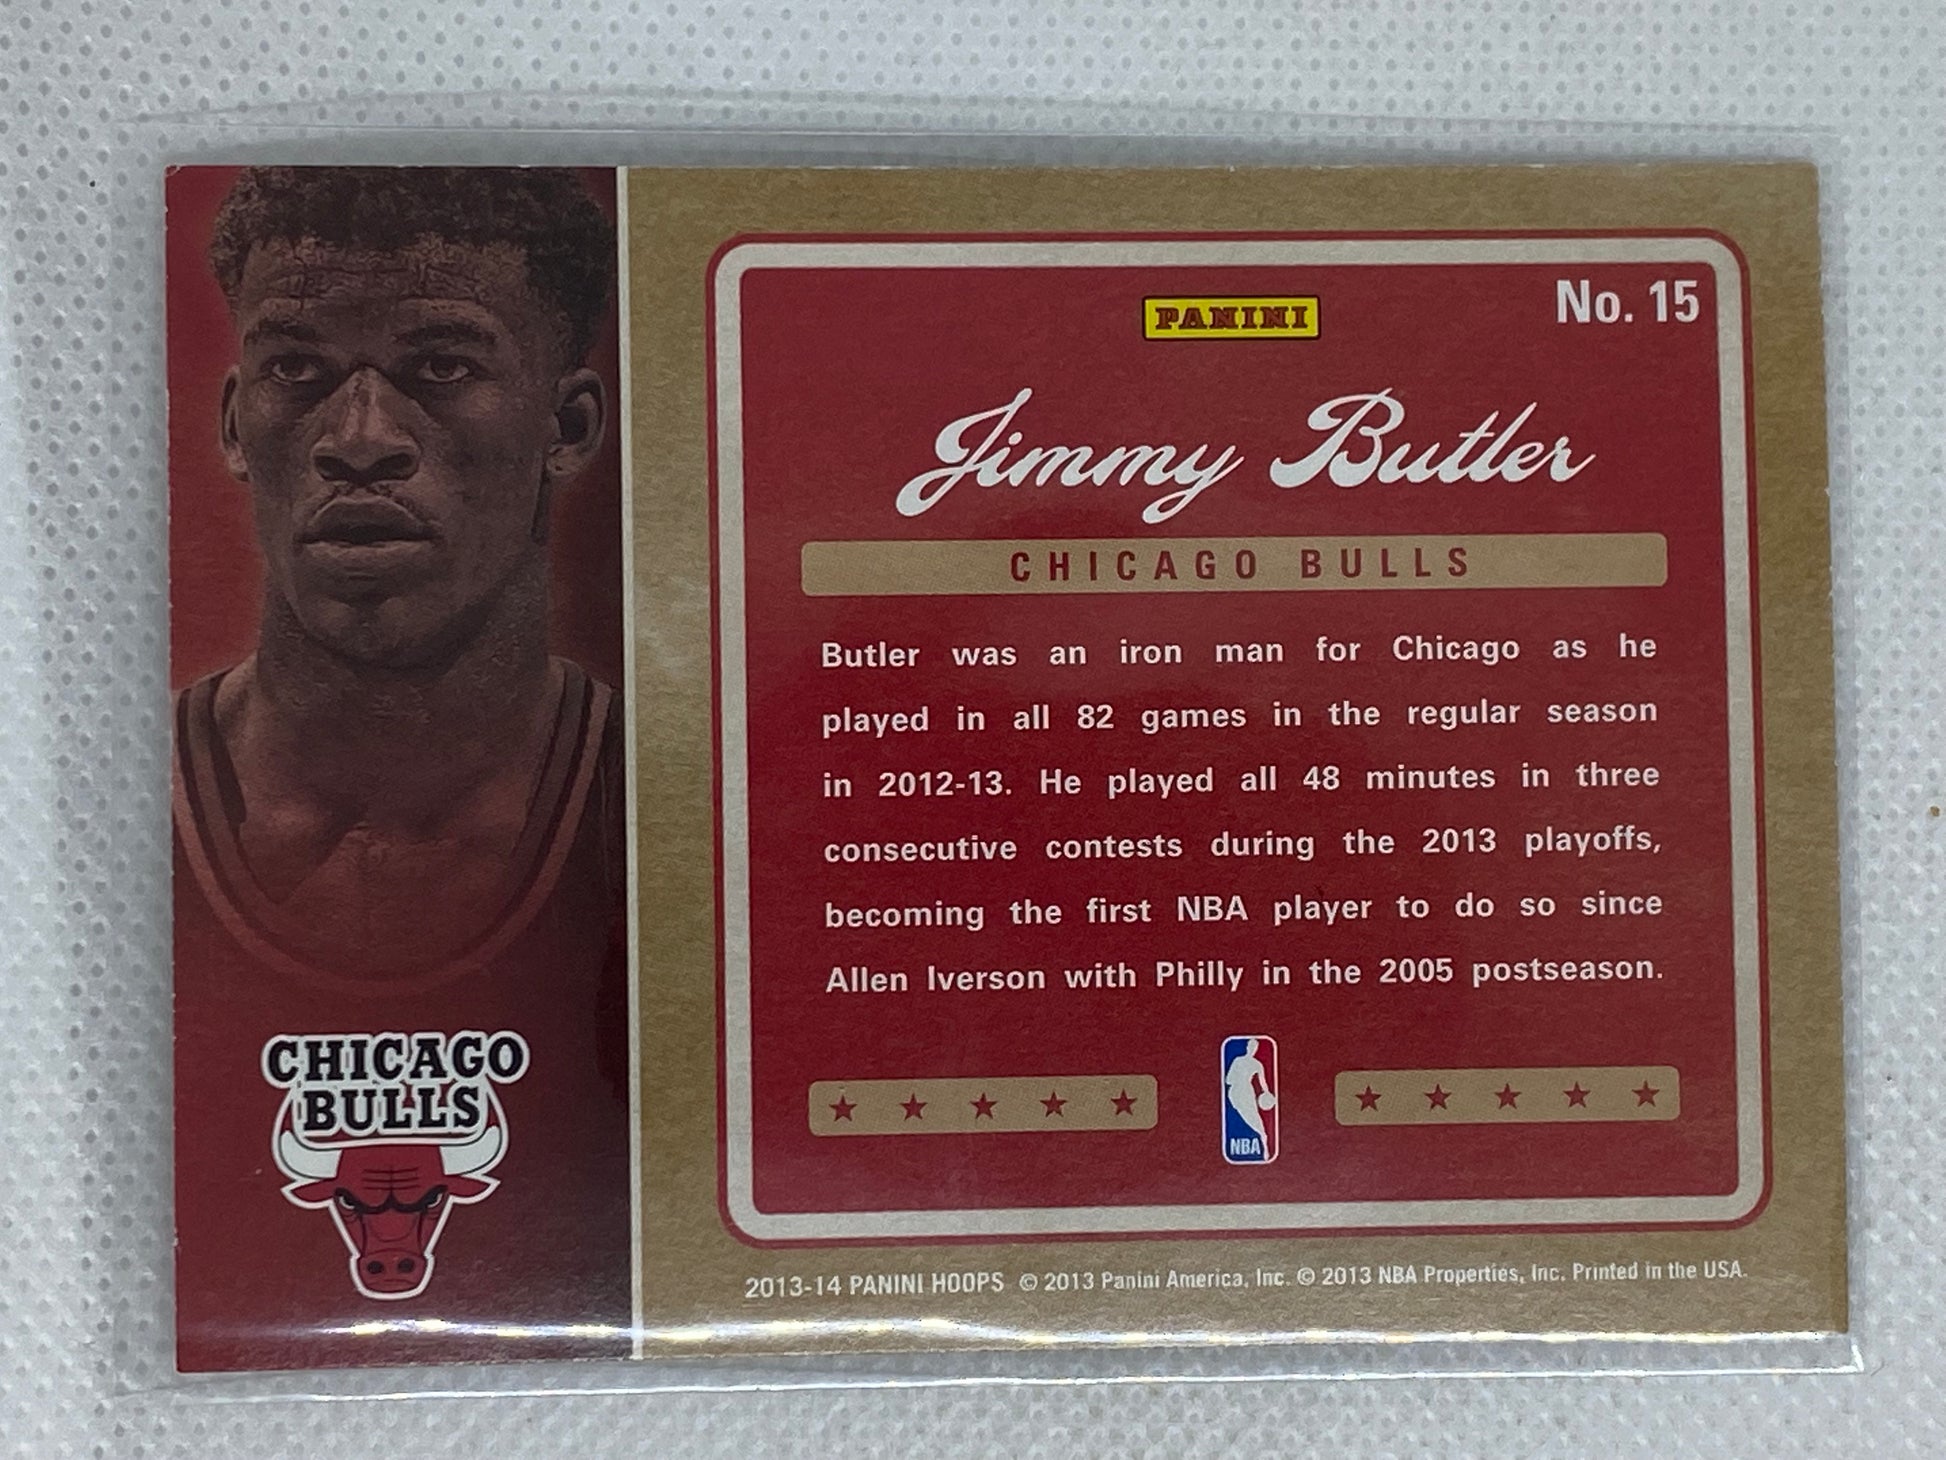 PANINI
No. 15
Jimmy Butler
CHICAGO BULLS
Butler was an iron man for Chicago as he
played in all 82 games in the regular season
in 2012-13. He played all 48 minutes in three
consecutive contests during the 2013 playoffs,
becoming the first NBA player to do so since
Allen Iverson with Philly in the 2005 postseason.
NBA
CHICAGO
BULLS
2013-14 PANINI HOOPS © 2013 Panini America, Inc. © 2013 NBA Properties, Inc. Printed in the USA.